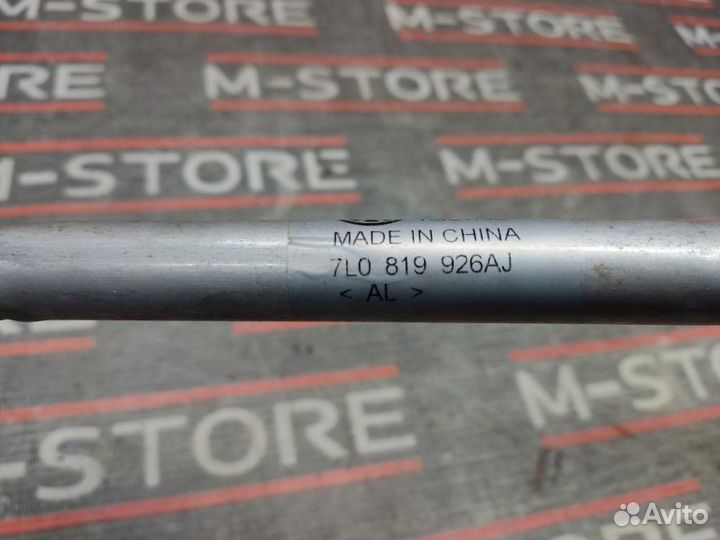 M-STORE
M-STORE
M-STORE
M-STORE
M-STORE
M-STORE
MADE IN CHINA
7L0 819 926AJ
< AL >
M-STORE
M-STORE
Avito